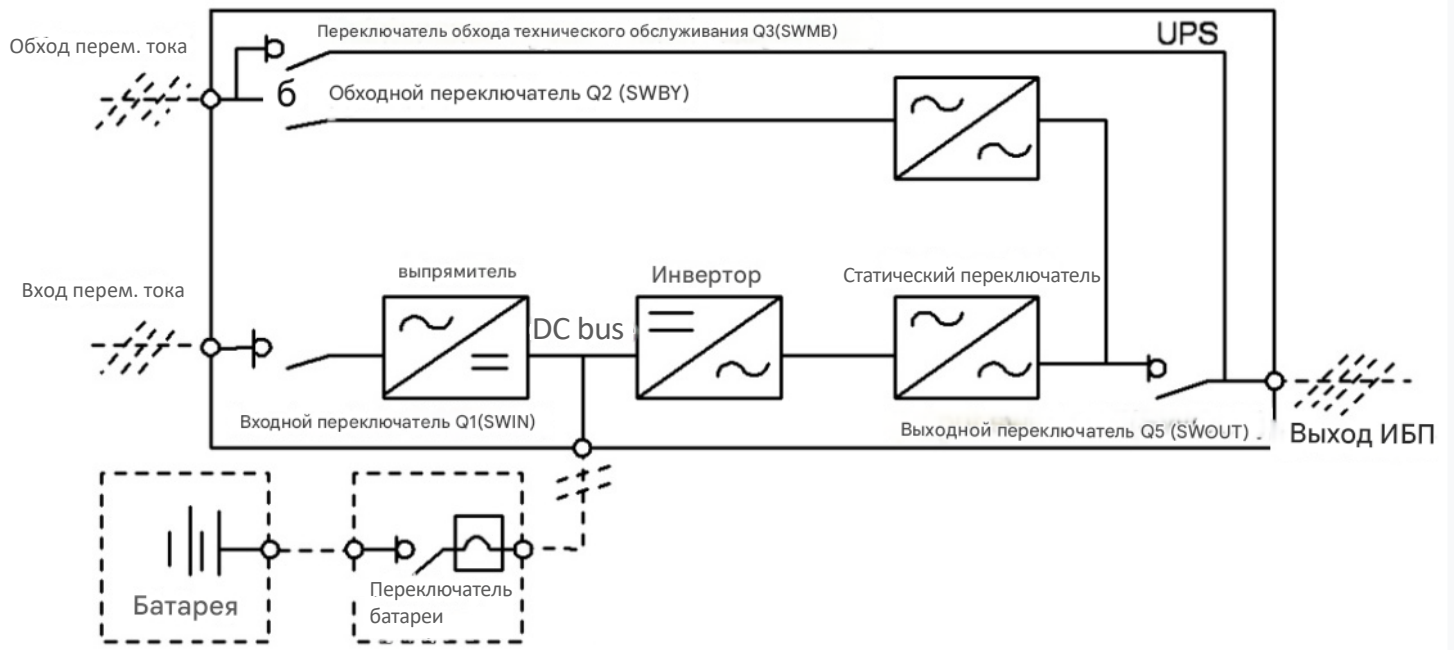 Переключатель обхода технического обслуживания Q3(SWMB)
UPS
Обход перем. тока
б
Обходной переключатель Q2 (SWBY)
выпрямитель
Инвертор
Статический переключатель
Вход перем. тока
DC bus
Входной переключатель Q1(SWIN)
Выходной переключатель Q5 (SWOUT)
Выход ИБП
Переключатель
батареи
Батарея